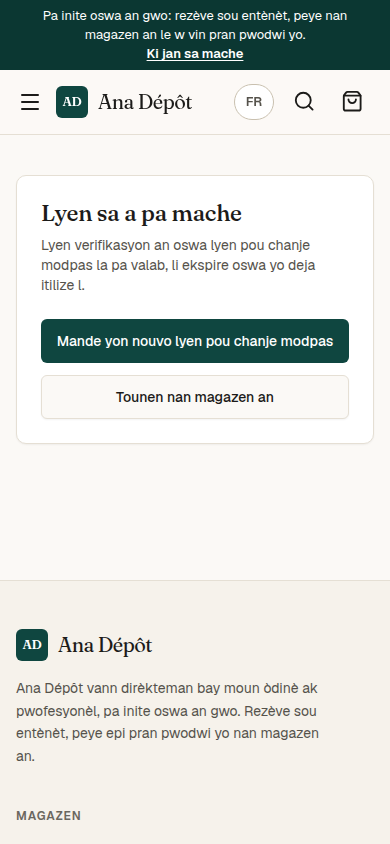 Pa inite oswa an gwo: rezève sou entènèt, peye nan
magazen an le w vin pran pwodwi yo.
Ki jan sa mache
AD
Ana Dépôt
FR
Lyen sa a pa mache
Lyen verifikasyon an oswa lyen pou chanje
modpas la pa valab, li ekspire oswa yo deja
itilize l.
Mande yon nouvo lyen pou chanje modpas
Tounen nan magazen an
AD
Ana Dépôt
Ana Dépôt vann dirèkteman bay moun òdinè ak
pwofesyonèl, pa inite oswa an gwo. Rezève sou
entènèt, peye epi pran pwodwi yo nan magazen
an.
MAGAZEN